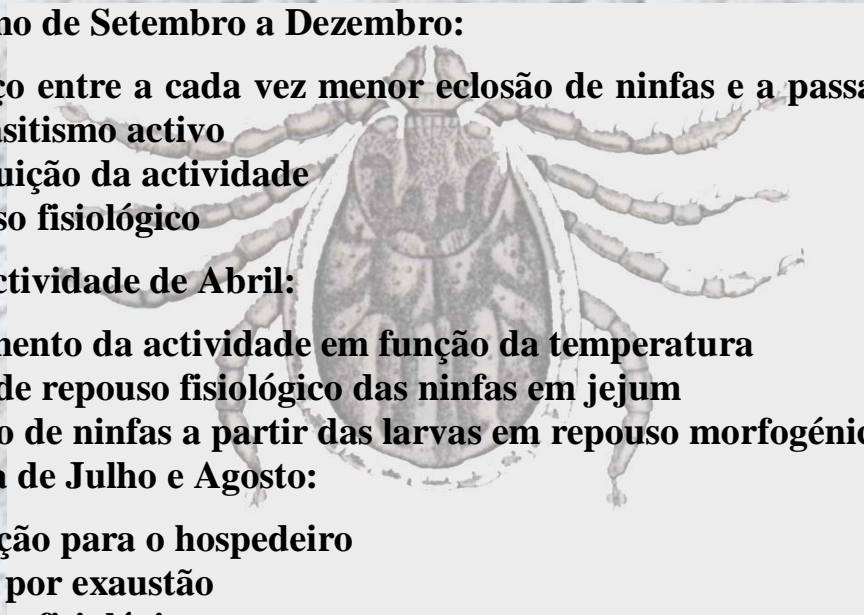 no de Setembro a Dezembro:
ço entre a cada vez menor eclosão de ninfas e a passa
asitismo activo
uição da actividade
so fisiológico
ctividade de Abril:
mento da actividade em função da temperatura
de repouso fisiológico das ninfas em jejum
o de ninfas a partir das larvas em repouso morfogénic
a de Julho e Agosto:
ção para o hospedeiro
por exaustão